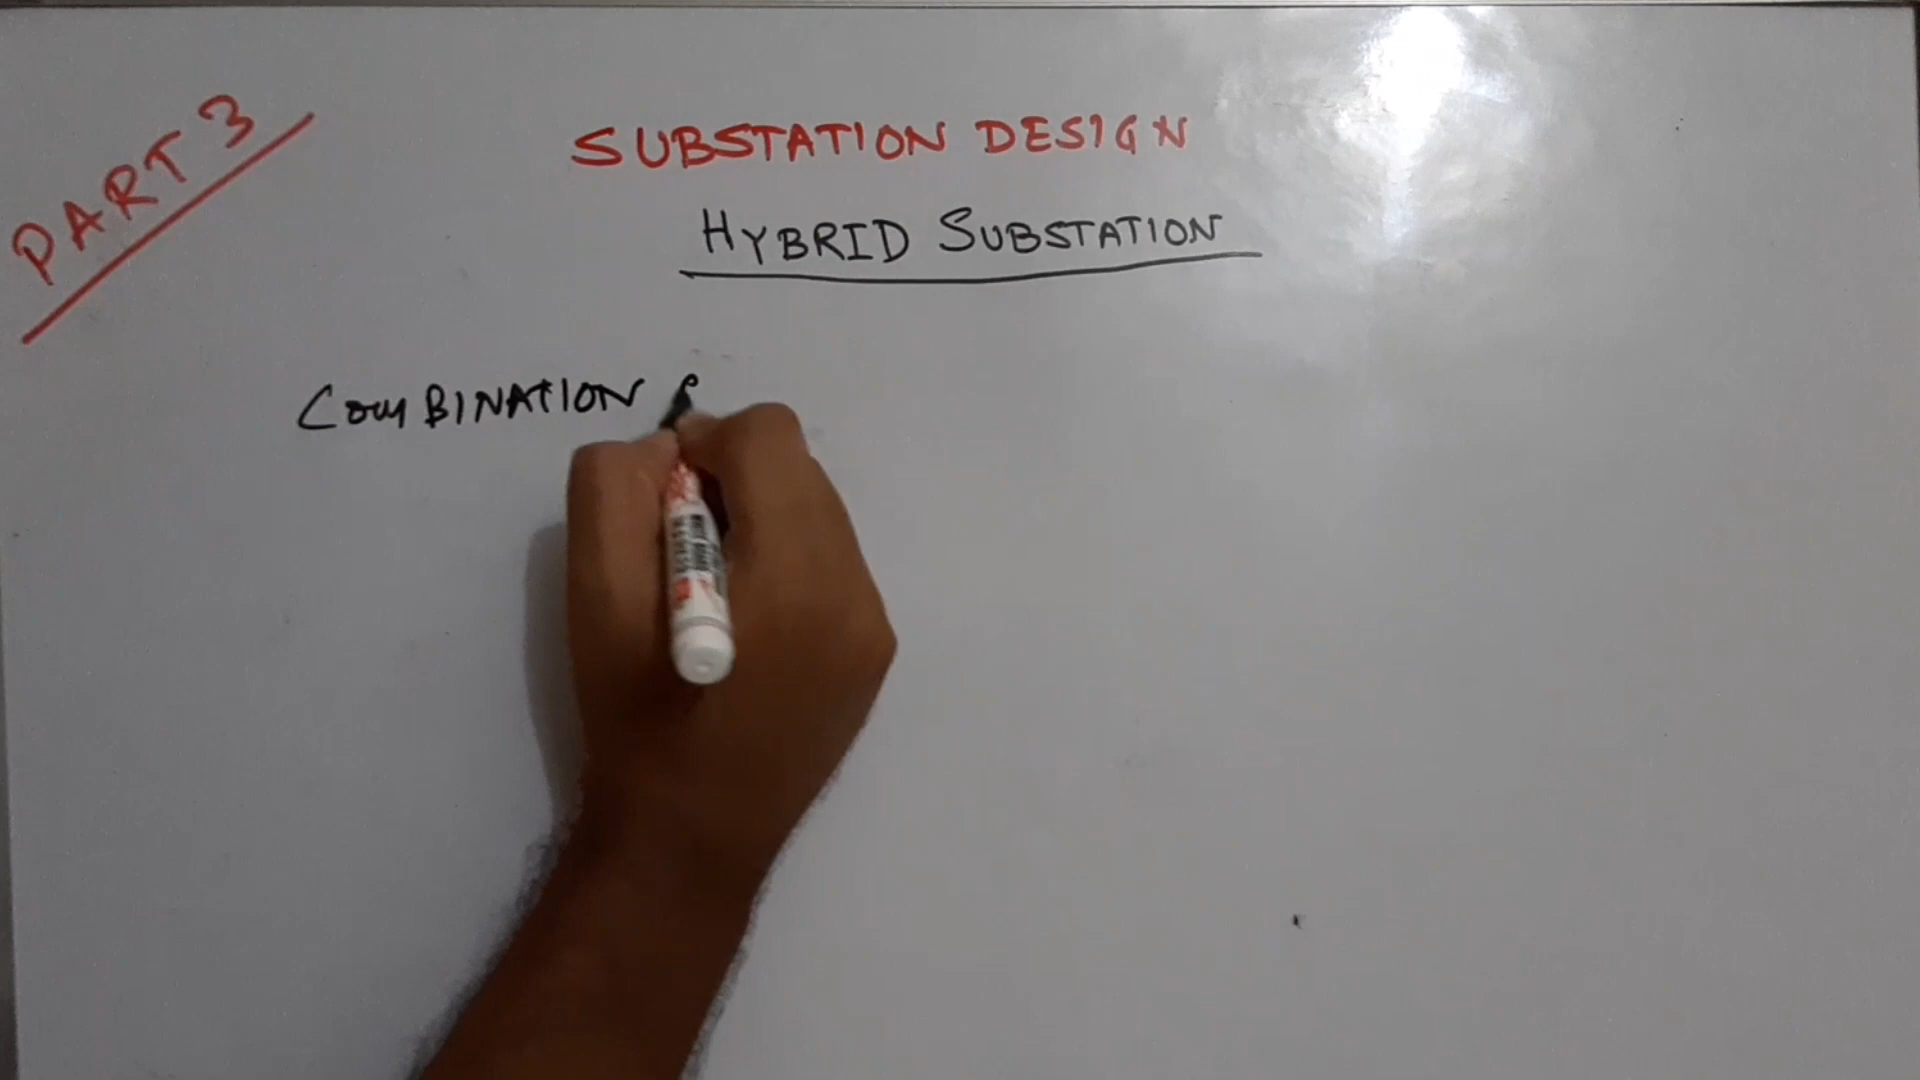 PART 3
SUBSTATION DESIGN
HYBRID SUBSTATION
COMBINATION